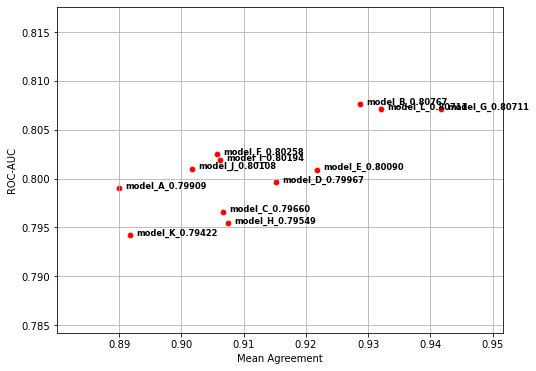 0.815
0.810
model_B_0.80767
model_L_0.80711
model_G_0.80711
0.805
model_F_0.80258
model_I_0.80194
model_J_0.80108
model_E_0.80090
ROC-AUC
0.800
model_D_0.79967
model_A_0.79909
model_C_0.79660
model_H_0.79549
0.795
model_K_0.79422
0.790
0.785
0.89 0.90 0.91 0.92 0.93 0.94 0.95
Mean Agreement